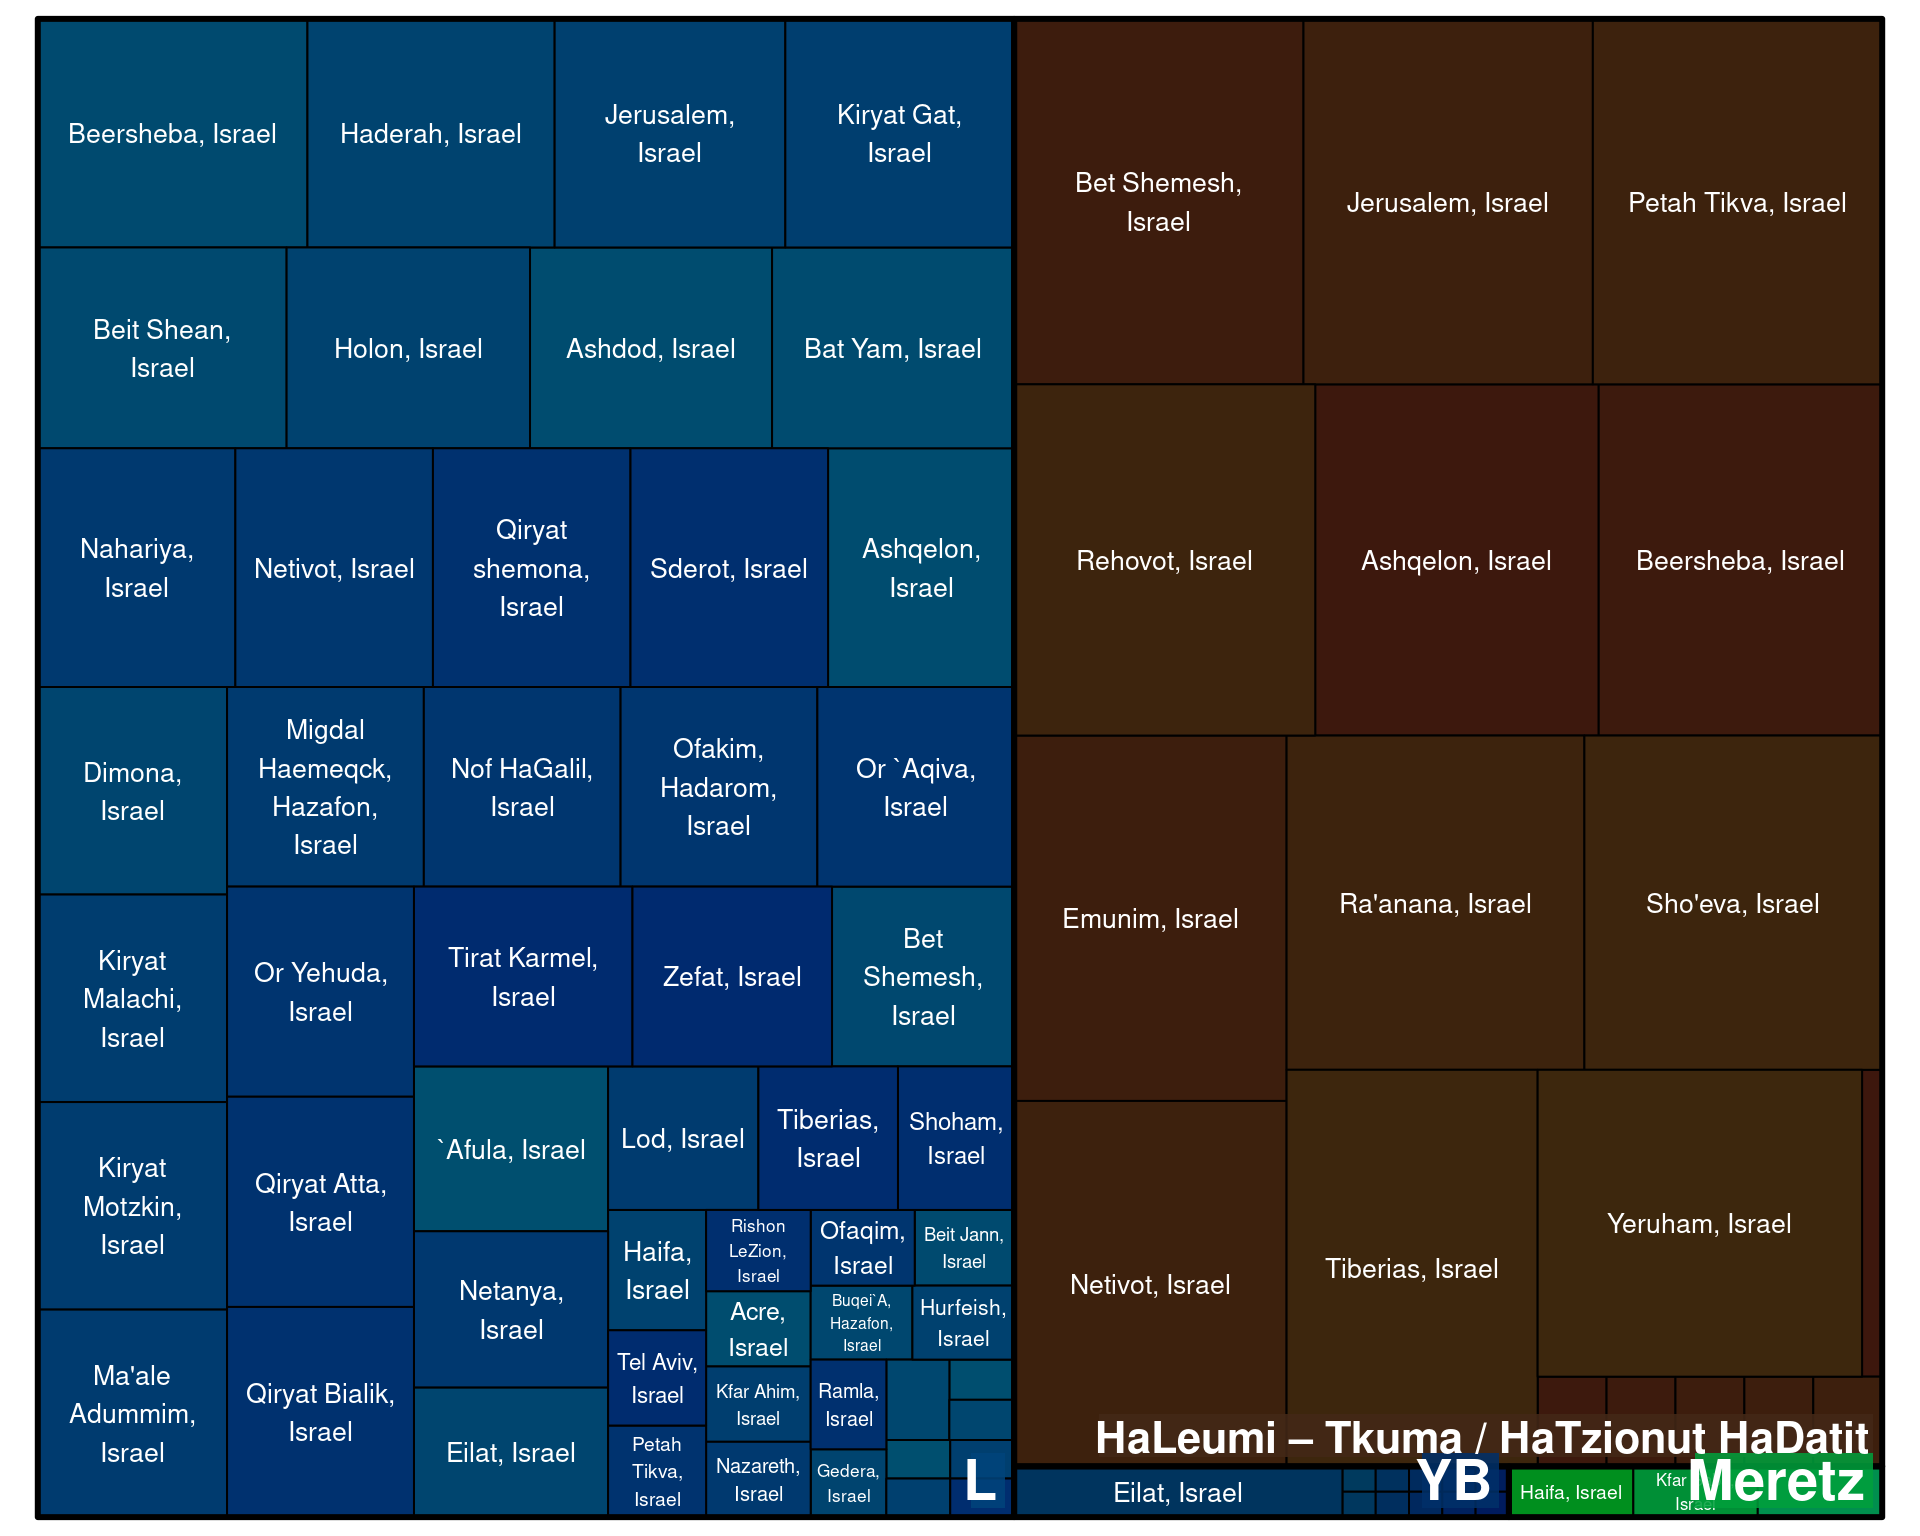 Beersheba, Israel
Haderah, Israel
Jerusalem,
Israel
Kiryat Gat,
Israel
Beit Shean,
Israel
Holon, Israel
Ashdod, Israel
Bat Yam, Israel
Nahariya,
Israel
Netivot, Israel
Qiryat
shemona,
Israel
Sderot, Israel
Ashqelon,
Israel
Dimona,
Israel
Migdal
Haemeqck,
Hazafon,
Israel
Nof HaGalil,
Israel
Ofakim,
Hadarom,
Israel
Or `Aqiva,
Israel
Kiryat
Malachi,
Israel
Or Yehuda,
Israel
Tirat Karmel,
Israel
Zefat, Israel
Bet
Shemesh,
Israel
Kiryat
Motzkin,
Israel
Qiryat Atta,
Israel
`Afula, Israel
Lod, Israel
Tiberias,
Israel
Shoham,
Israel
Ma'ale
Adummim,
Israel
Qiryat Bialik,
Israel
Netanya,
Israel
Eilat, Israel
Haifa,
Israel
Rishon
LeZion,
Israel
Ofaqim,
Israel
Beit Jann,
Israel
Tel Aviv,
Israel
Acre,
Israel
Buqei`A,
Hazafon,
Israel
Hurfeish,
Israel
Petah
Tikva,
Israel
Kfar Ahim,
Israel
Ramla,
Israel
Nazareth,
Israel
Gedera,
Israel
L
Bet Shemesh,
Israel
Jerusalem, Israel
Petah Tikva, Israel
Rehovot, Israel
Ashqelon, Israel
Beersheba, Israel
Emunim, Israel
Ra'anana, Israel
Sho'eva, Israel
Netivot, Israel
Tiberias, Israel
Yeruham, Israel
HaLeumi – Tkuma / HaTzionut HaDatit
Eilat, Israel
YB
Haifa, Israel
Kfar
Israel
Meretz